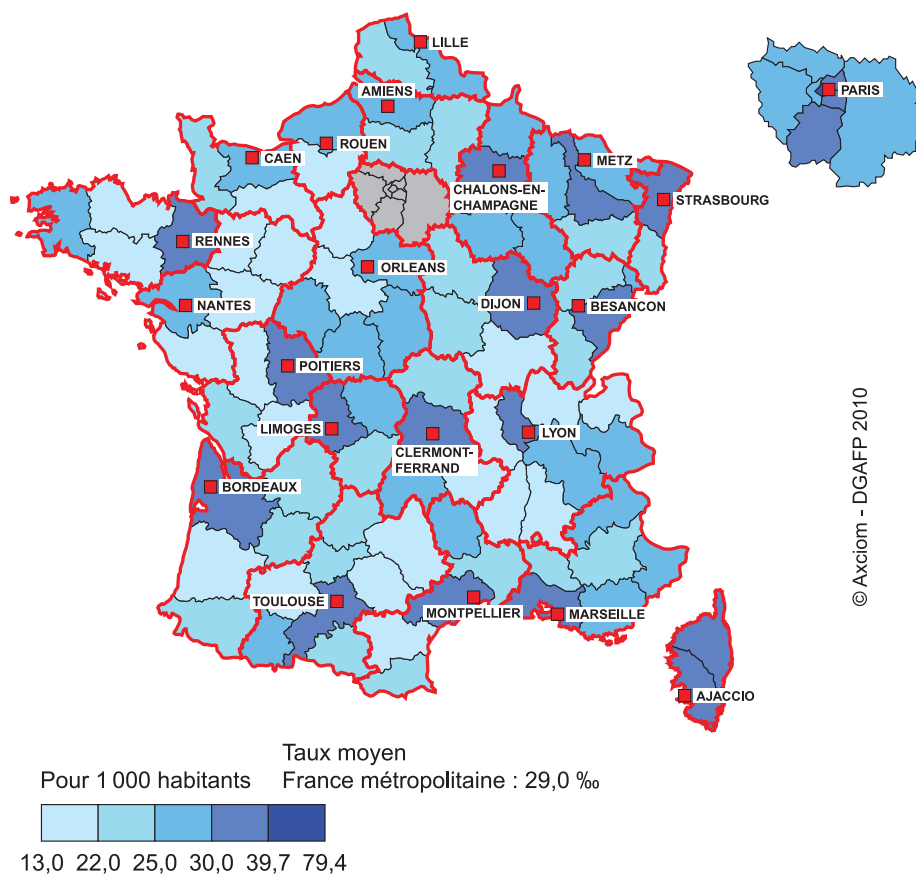 LILLE
AMIENS
PARIS
ROUEN
CAEN
METZ
CHALONS-EN-
CHAMPAGNE
STRASBOURG
RENNES
ORLEANS
NANTES
DIJON
BESANCON
POITIERS
LIMOGES
LYON
CLERMONT-
FERRAND
BORDEAUX
TOULOUSE
MONTPELLIER
MARSEILLE
AJACCIO
© Axciom - DGAFP 2010
Taux moyen
Pour 1 000 habitants France métropolitaine : 29,0 ‰
13,0 22,0 25,0 30,0 39,7 79,4